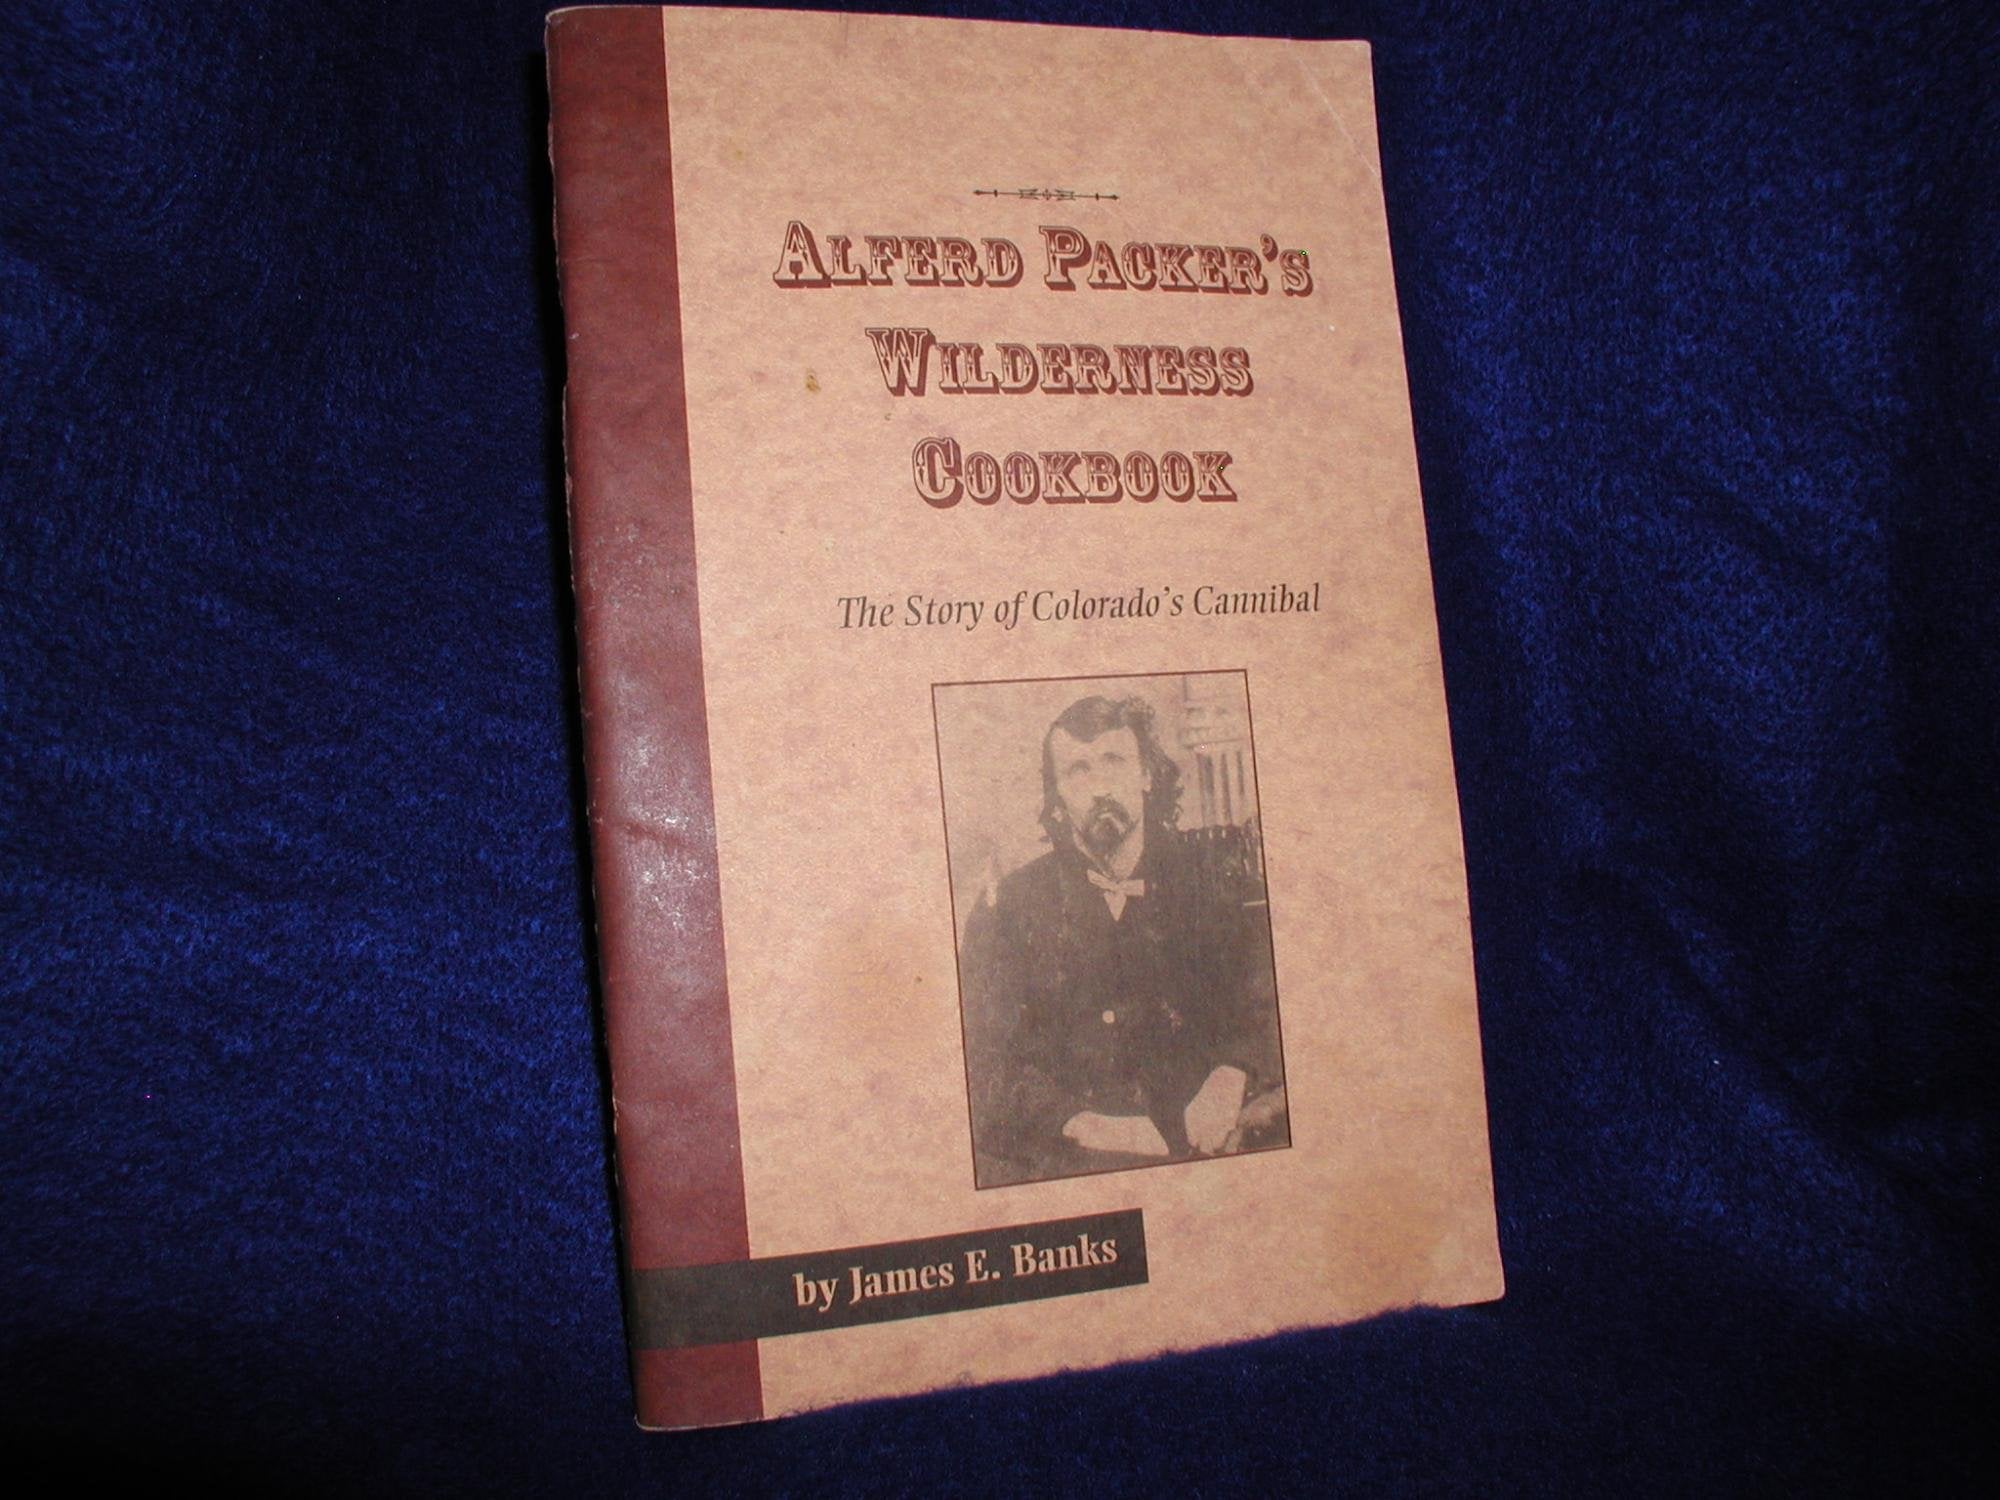 ALFERD PACKER'S
WILDERNESS
COOKBOOK
The Story of Colorado's Cannibal
by James E. Banks